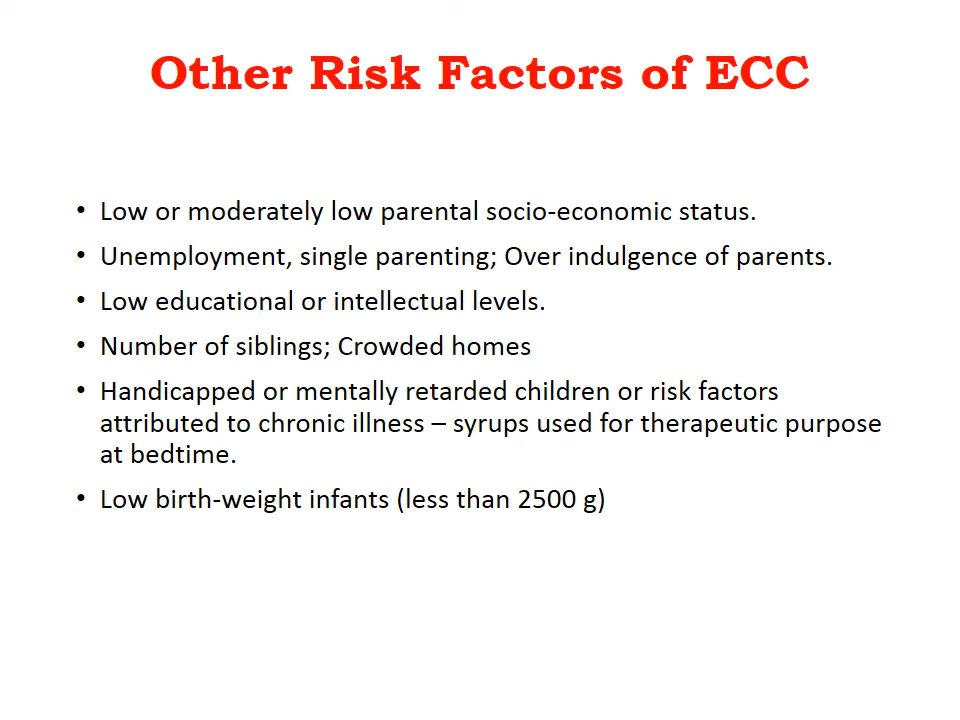 Other Risk Factors of ECC
• Low or moderately low parental socio-economic status.
• Unemployment, single parenting; Over indulgence of parents.
• Low educational or intellectual levels.
• Number of siblings; Crowded homes
• Handicapped or mentally retarded children or risk factors
attributed to chronic illness – syrups used for therapeutic purpose
at bedtime.
• Low birth-weight infants (less than 2500 g)